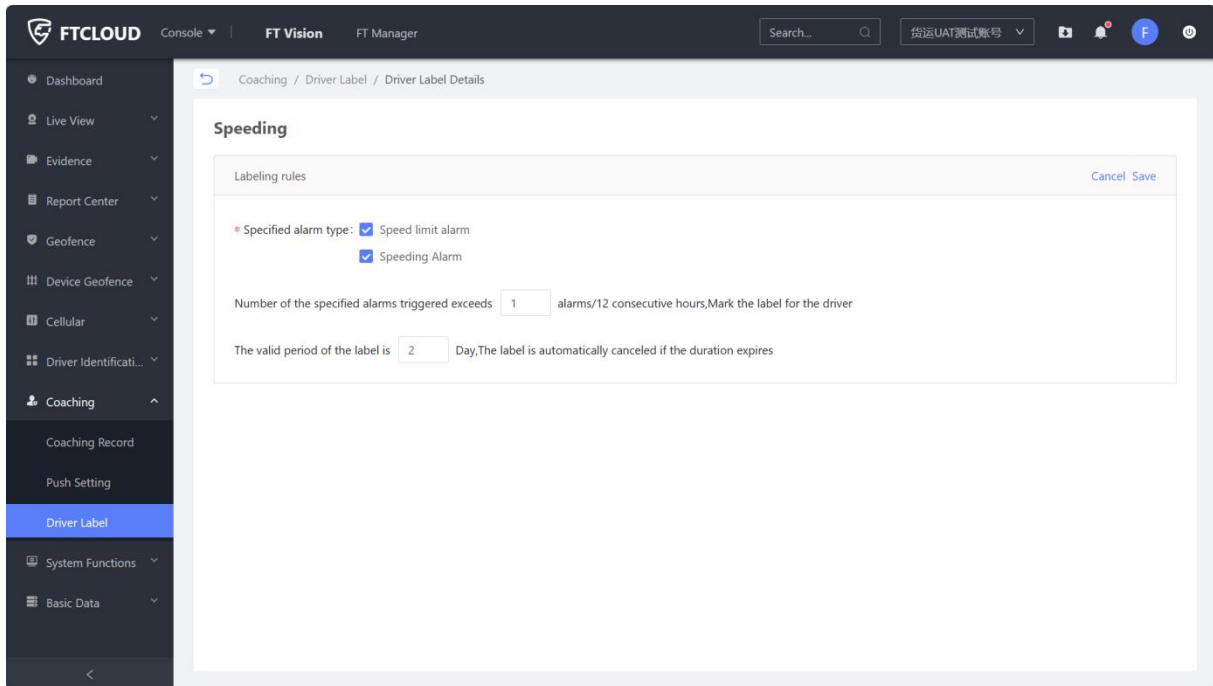 FTCLOUD Console FT Vision FT Manager Search... 货运UAT测试账号 F
Coaching / Driver Label / Driver Label Details
Dashboard
Live View
Evidence
Report Center
Geofence
Device Geofence
Cellular
Driver Identificati...
Coaching
Coaching Record
Push Setting
Driver Label
System Functions
Basic Data
Speeding
Labeling rules Cancel Save
* Specified alarm type: Speed limit alarm
Speeding Alarm
Number of the specified alarms triggered exceeds 1 alarms/12 consecutive hours,Mark the label for the driver
The valid period of the label is 2 Day,The label is automatically canceled if the duration expires